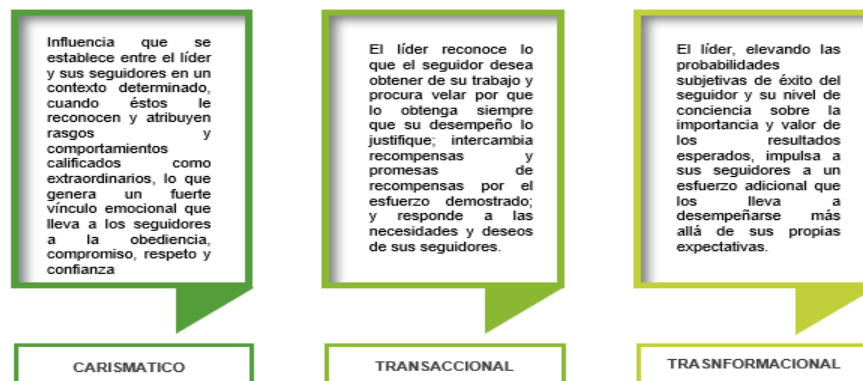 Influencia que se
establece entre el líder
y sus seguidores en un
contexto determinado,
cuando éstos le
reconocen y atribuyen
rasgos y
comportamientos
calificados como
extraordinarios, lo que
genera un fuerte
vínculo emocional que
lleva a los seguidores
a la obediencia,
compromiso, respeto y
confianza
CARISMATICO
El líder reconoce lo
que el seguidor desea
obtener de su trabajo y
procura velar por que
lo obtenga siempre
que su desempeño lo
justifique; intercambia
recompensas y
promesas de
recompensas por el
esfuerzo demostrado;
y responde a las
necesidades y deseos
de sus seguidores.
TRANSACCIONAL
El líder, elevando las
probabilidades
subjetivas de éxito del
seguidor y su nivel de
conciencia sobre la
importancia y valor de
los resultados
esperados, impulsa a
sus seguidores a un
esfuerzo adicional que
los lleva a
desempeñarse más
allá de sus propias
expectativas.
TRASNFORMACIONAL